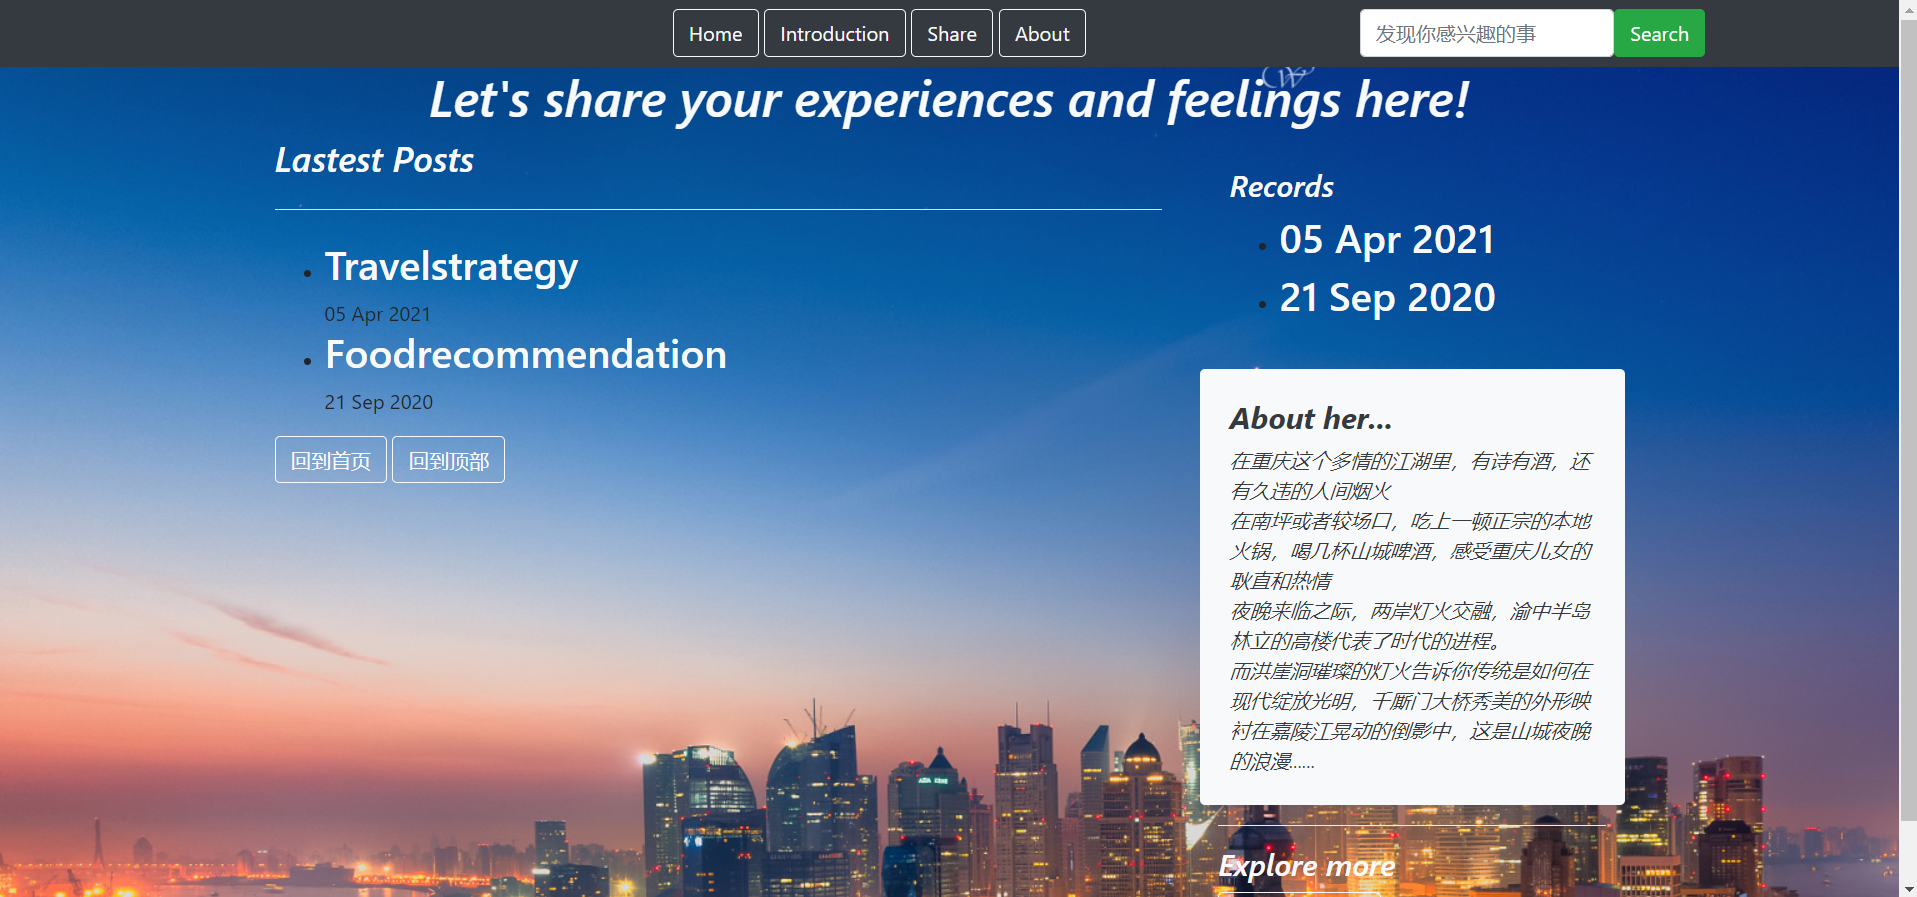 Home Introduction Share About 发现你感兴趣的事 Search
Let's share your experiences and feelings here!
Lastest Posts
Travelstrategy
05 Apr 2021
Foodrecommendation
21 Sep 2020
回到首页 回到顶部
Records
05 Apr 2021
21 Sep 2020
About her...
在重庆这个多情的江湖里，有诗有酒，还
有久违的人间烟火
在南坪或者较场口，吃上一顿正宗的本地
火锅，喝几杯山城啤酒，感受重庆儿女的
耿直和热情
夜晚来临之际，两岸灯火交融，渝中半岛
林立的高楼代表了时代的进程。
而洪崖洞璀璨的灯火告诉你传统是如何在
现代绽放光明，千厮门大桥秀美的外形映
衬在嘉陵江晃动的倒影中，这是山城夜晚
的浪漫......
Explore more